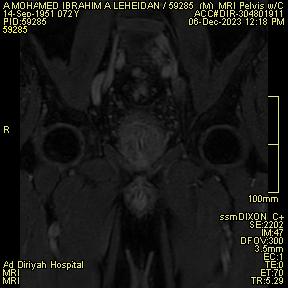 A MOHAMED IBRAHIM A LEHEIDAN / 59285 (M) MRI Pelvis w/C
14-Sep-1951 072Y ACC#DIR-304801911
PID:59285 06-Dec-2023 12:18 PM
59285
R
100mm
ssmDIXON_C+
SE:2202
IM:47
DFOV:300
3.5mm
Ad Diriyah Hospital EC:1
MRI TE:0
MRI ET:70
TR:5.29